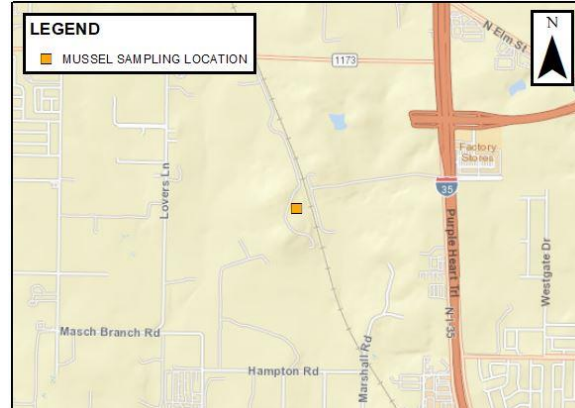 LEGEND
MUSSEL SAMPLING LOCATION
N
N Elm St
1173
Factory
Stores
35
Lovers Ln
Purple Heart Trl
N I-35
Westgate Dr
Masch Branch Rd
Hampton Rd
Marshall Rd